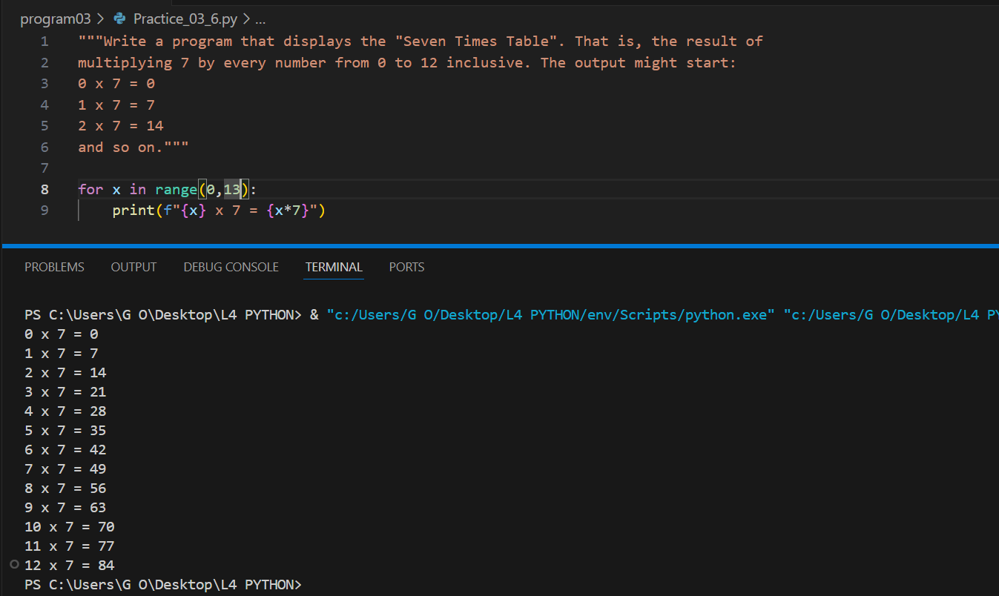 program03 > Practice_03_6.py > ...
1 """Write a program that displays the "Seven Times Table". That is, the result of
2 multiplying 7 by every number from 0 to 12 inclusive. The output might start:
3 0 x 7 = 0
4 1 x 7 = 7
5 2 x 7 = 14
6 and so on."""
7
8 for x in range(0,13):
9     print(f"{x} x 7 = {x*7}")
PROBLEMS OUTPUT DEBUG CONSOLE TERMINAL PORTS
PS C:\Users\G O\Desktop\L4 PYTHON> & "c:/Users/G O/Desktop/L4 PYTHON/env/Scripts/python.exe" "c:/Users/G O/Desktop/L4
0 x 7 = 0
1 x 7 = 7
2 x 7 = 14
3 x 7 = 21
4 x 7 = 28
5 x 7 = 35
6 x 7 = 42
7 x 7 = 49
8 x 7 = 56
9 x 7 = 63
10 x 7 = 70
11 x 7 = 77
12 x 7 = 84
PS C:\Users\G O\Desktop\L4 PYTHON>